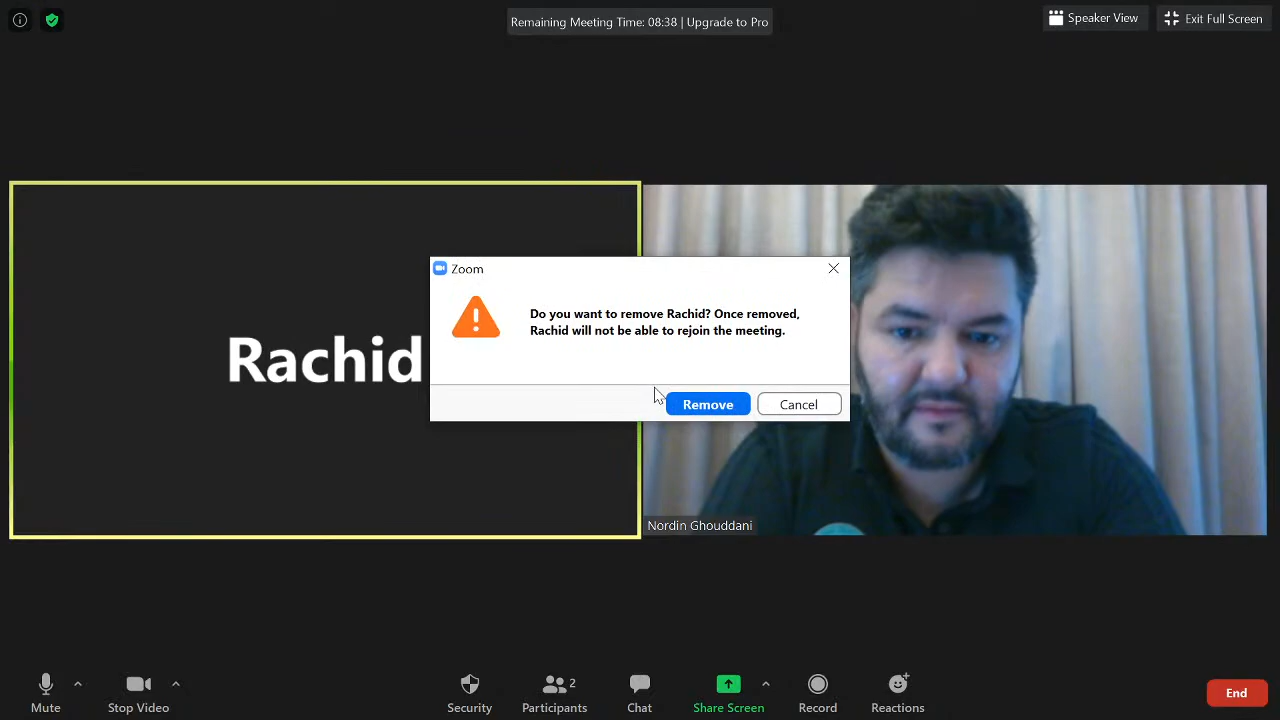 Remaining Meeting Time: 08:38 | Upgrade to Pro
Speaker View
Exit Full Screen
Zoom
Do you want to remove Rachid? Once removed,
Rachid will not be able to rejoin the meeting.
Remove
Cancel
Rachid
Nordin Ghouddani
Mute
Stop Video
Security
Participants
2
Chat
Share Screen
Record
Reactions
End